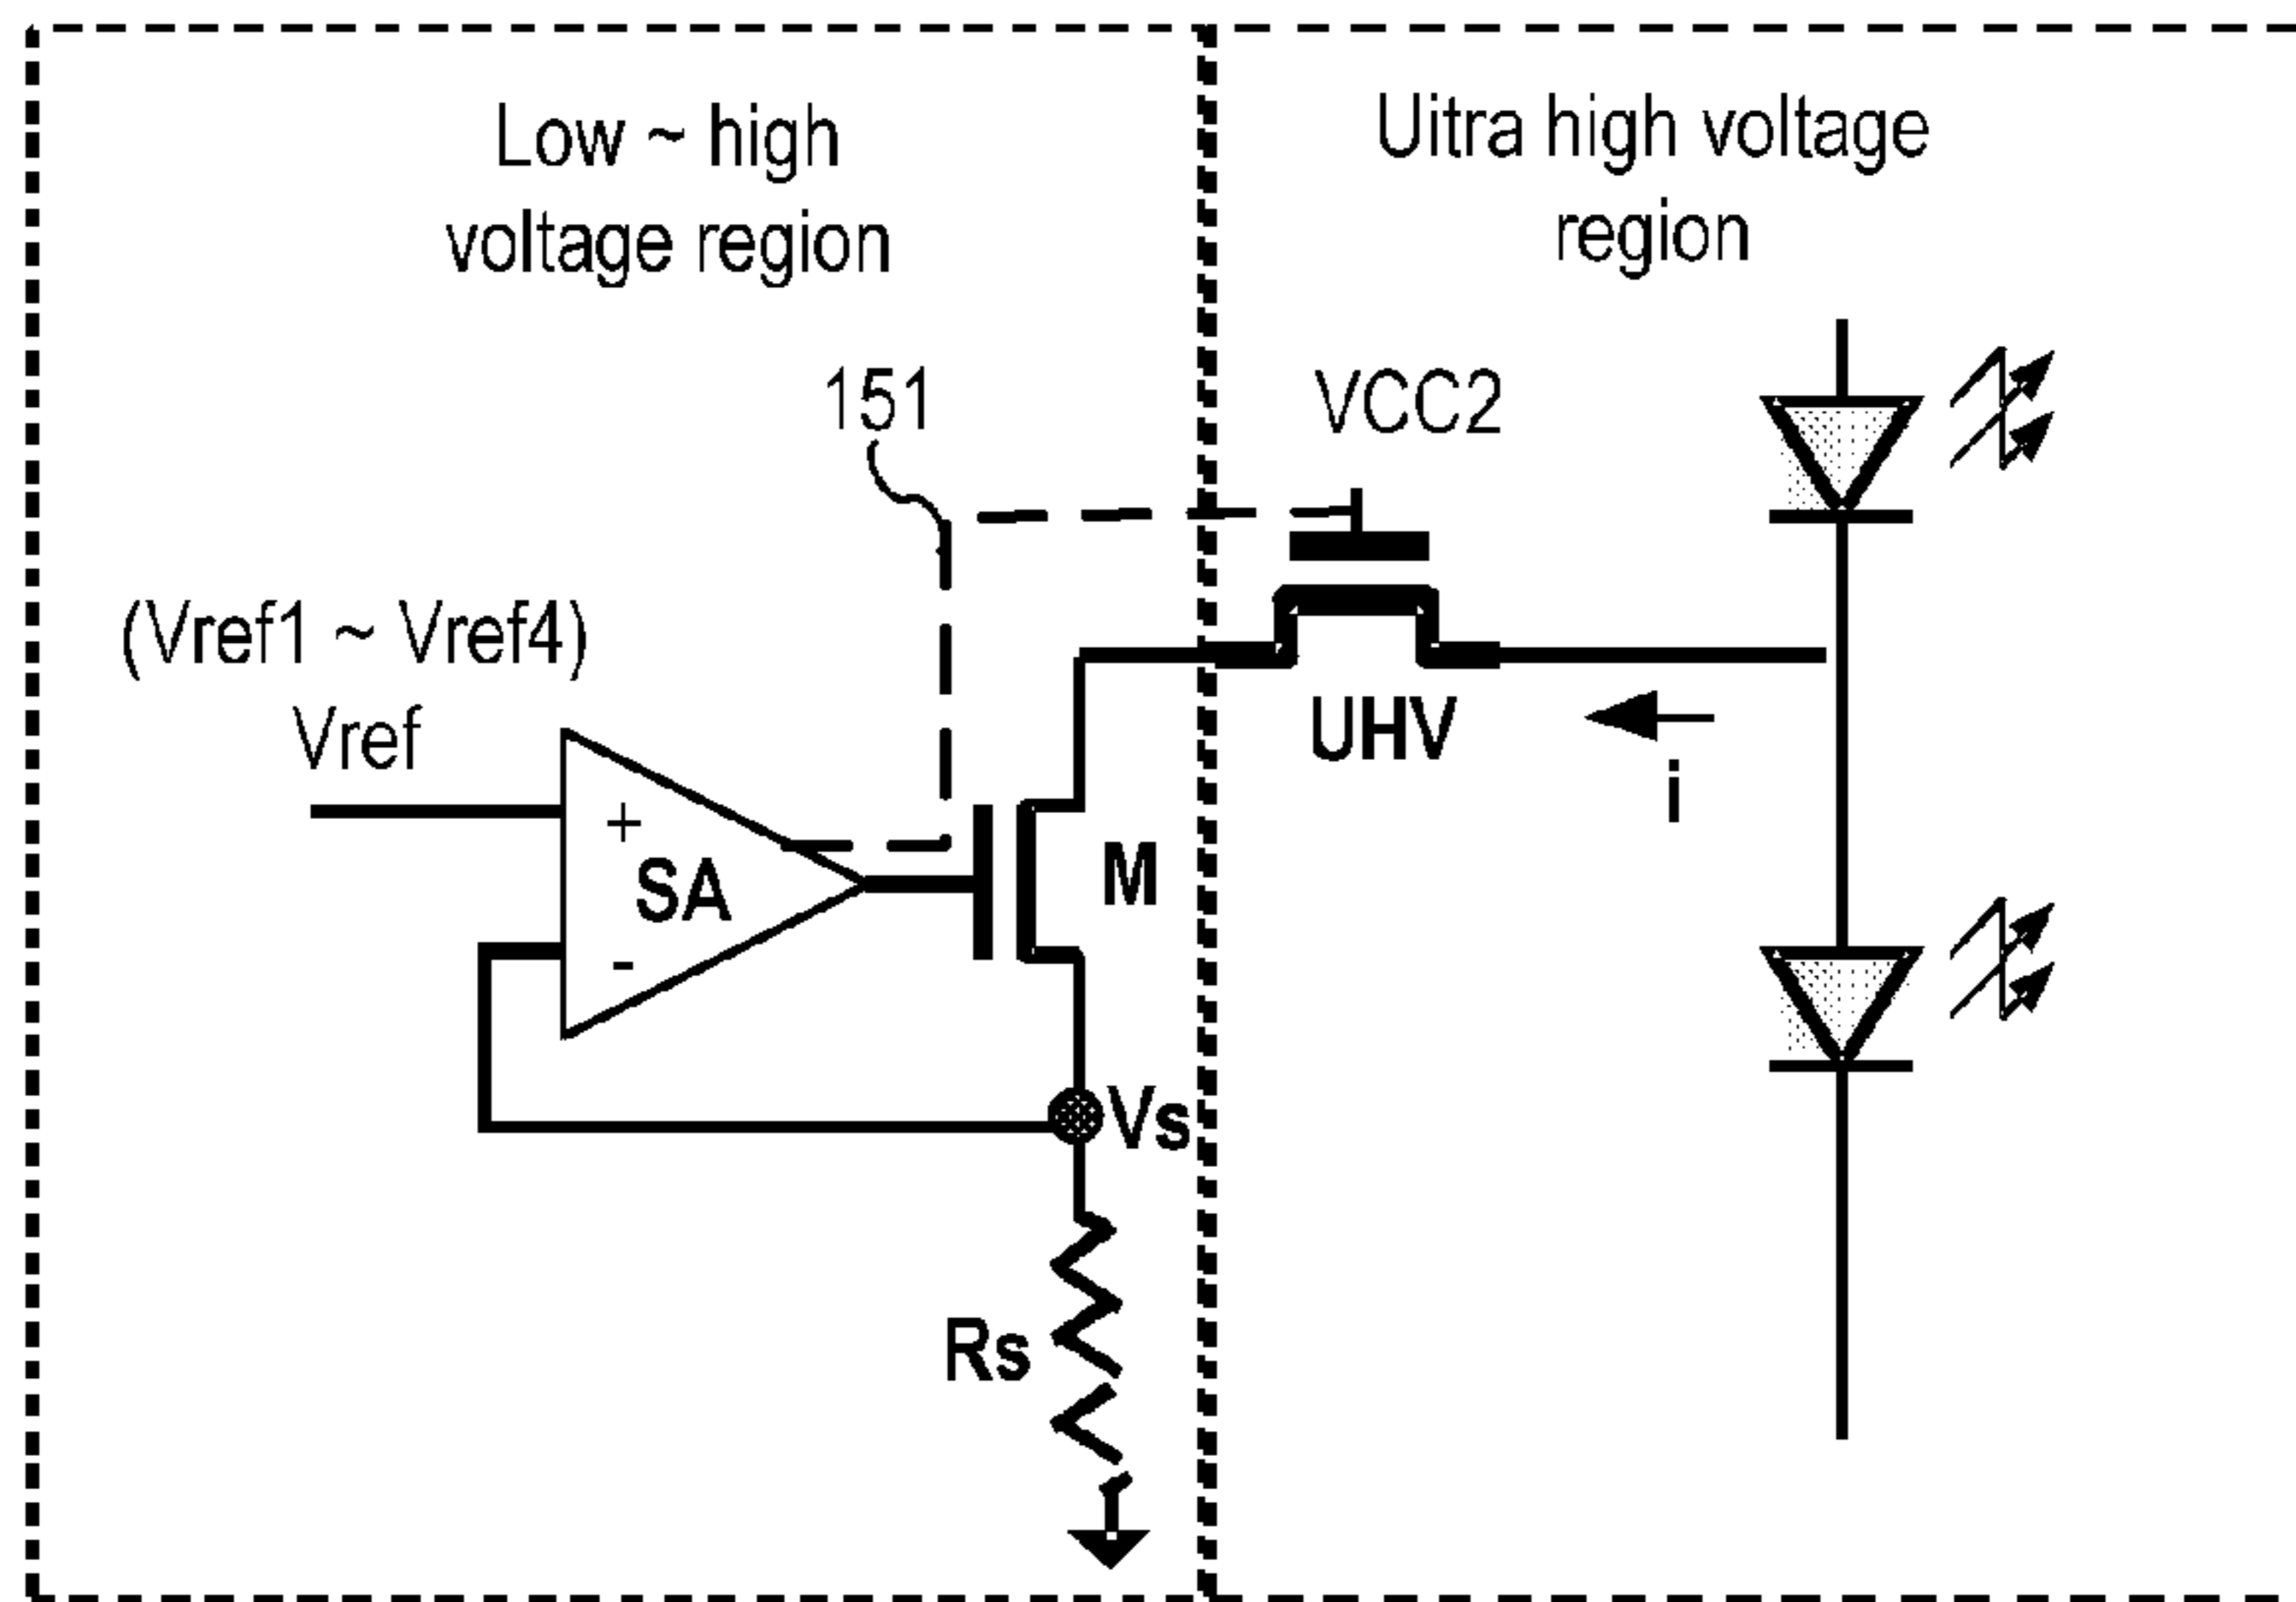 Low ~ high
voltage region
Uitra high voltage
region
151
VCC2
(Vref1 ~ Vref4)
Vref
UHV
i
+
SA
-
M
Vs
Rs